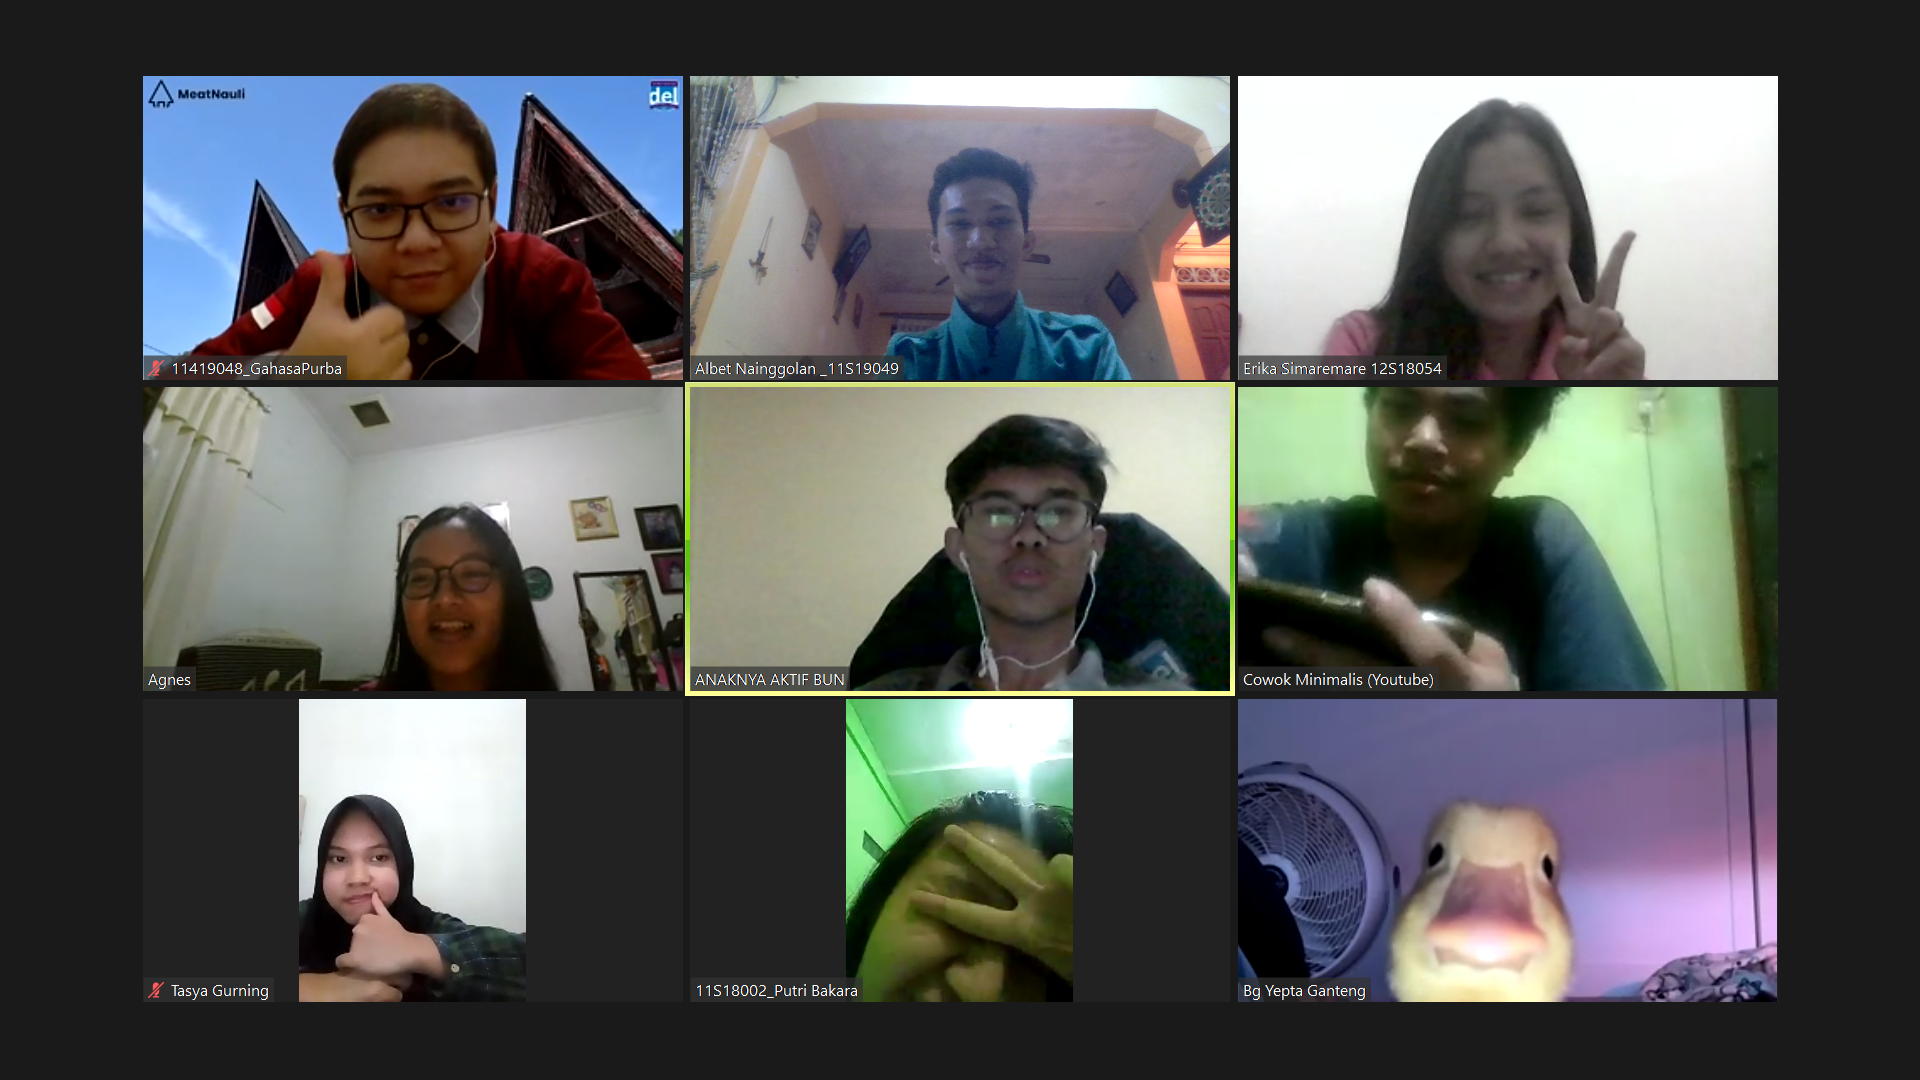 MeatNauli
del
11419048_GahasaPurba
Albet Nainggolan _11S19049
Erika Simaremare 12S18054
Agnes
ANAKNYA AKTIF BUN
Cowok Minimalis (Youtube)
Tasya Gurning
11S18002_Putri Bakara
Bg Yepta Ganteng